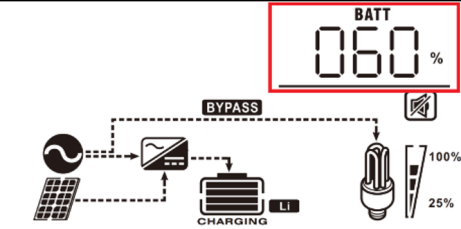 BATT
060 %
BYPASS
100%
25%
Li
CHARGING